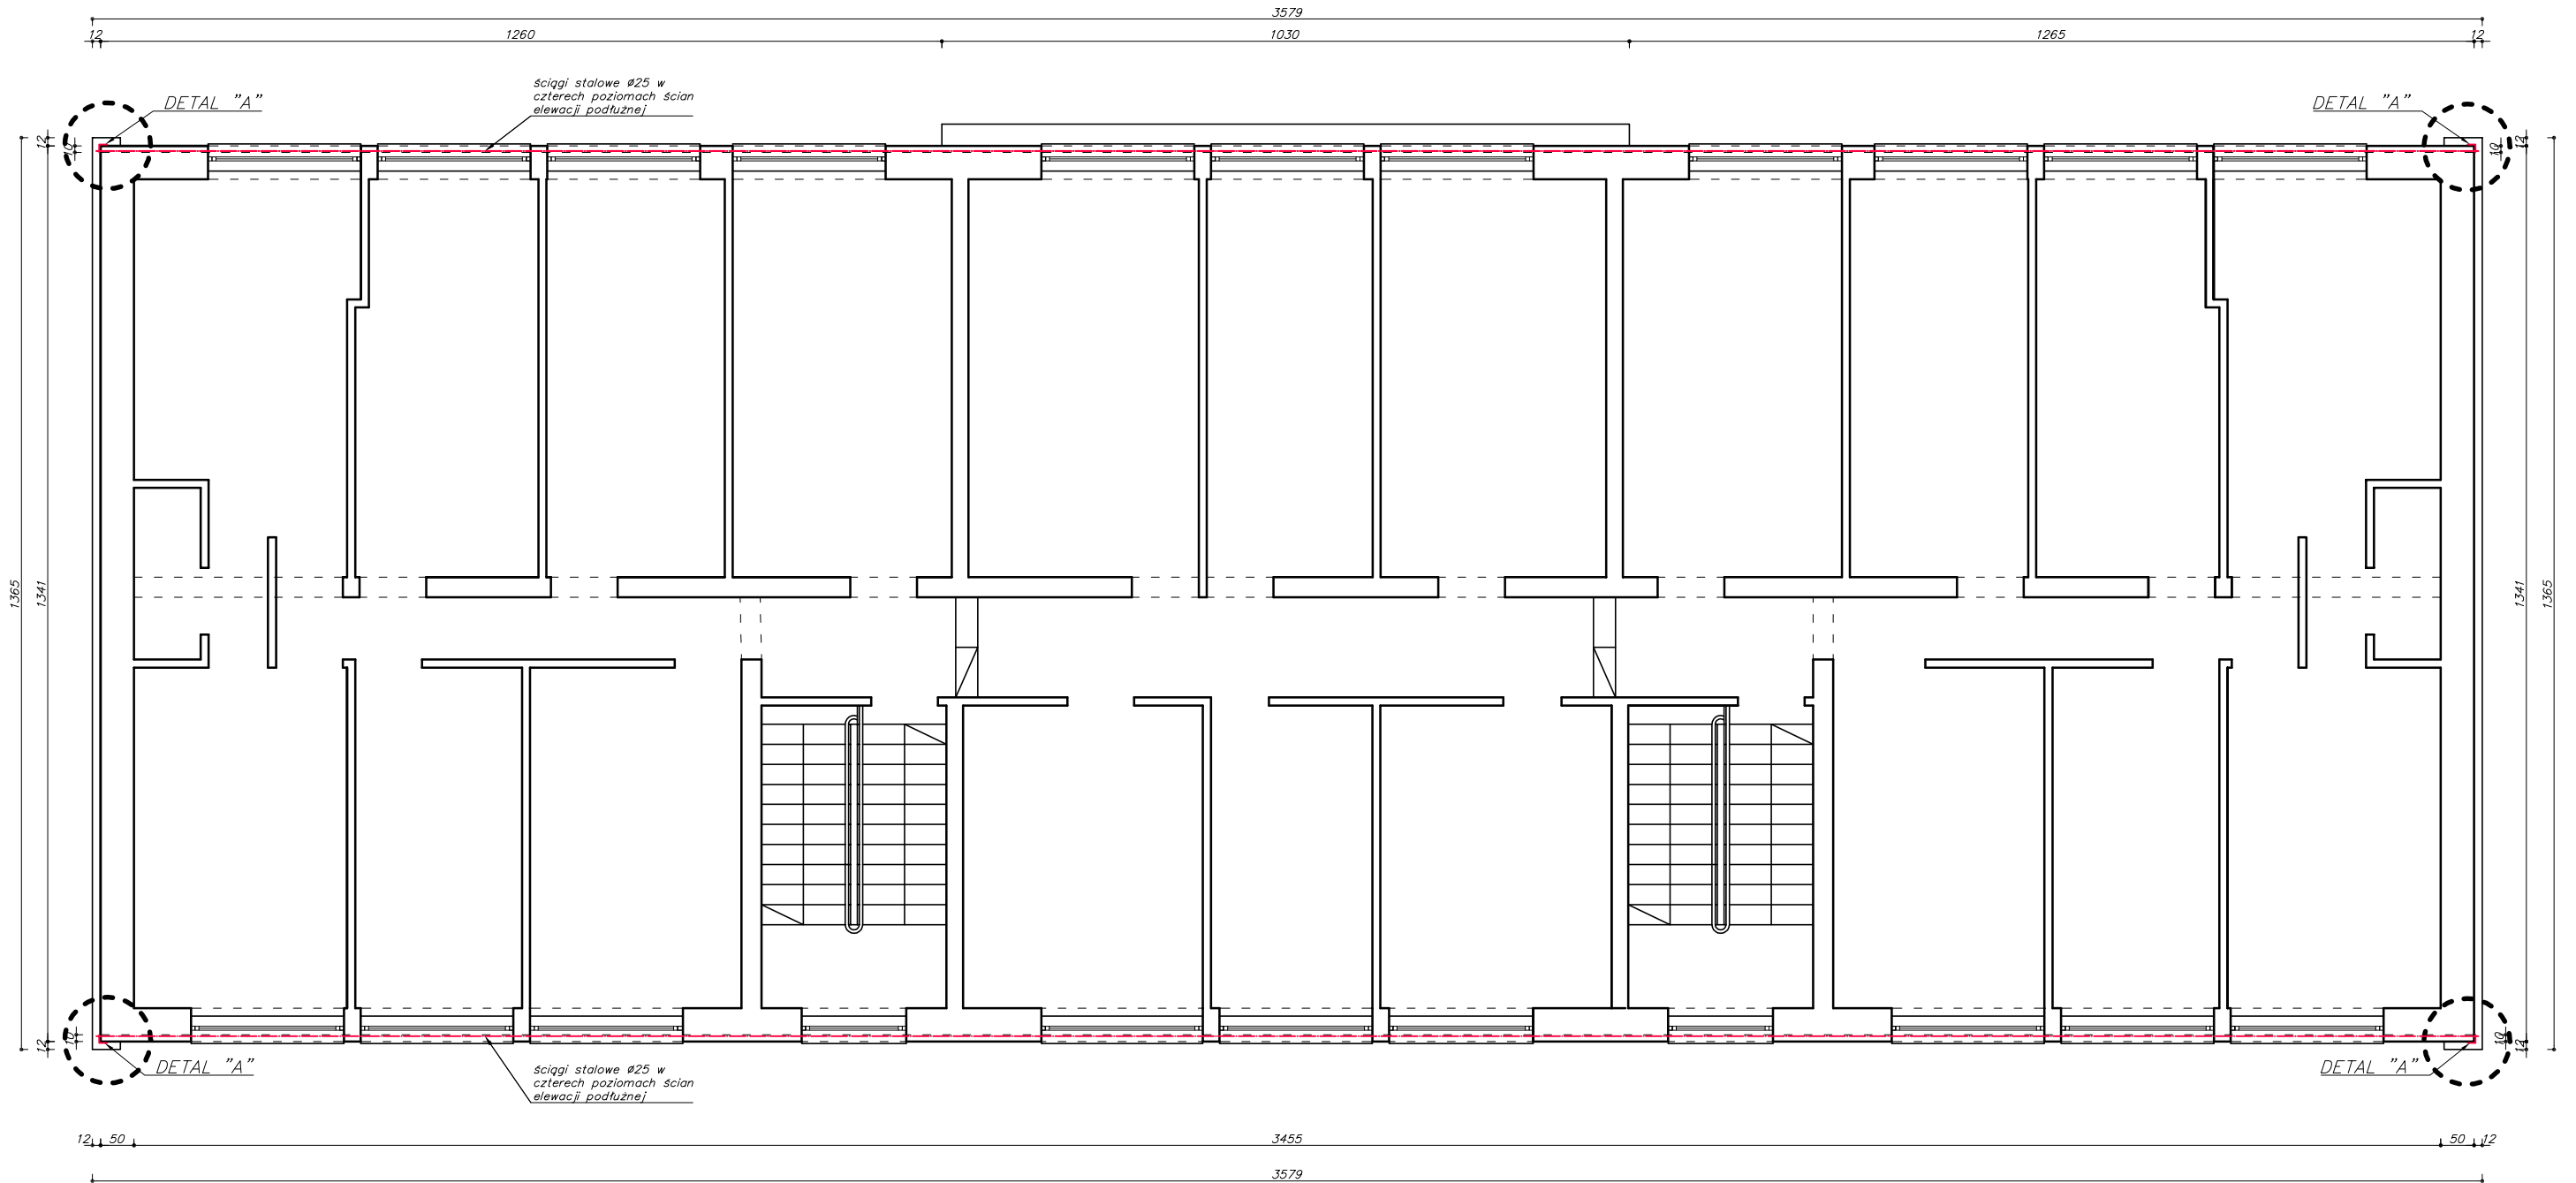 3579
12 1260 1030 1265 12
ściągi stalowe Ø25 w
czterech poziomach ścian
elewacji podłużnej
DETAL "A"
DETAL "A"
12
10
12
10
1365
1341
1341
1365
12
10
10
12
DETAL "A"
DETAL "A"
ściągi stalowe Ø25 w
czterech poziomach ścian
elewacji podłużnej
12 50 3455 50 12
3579